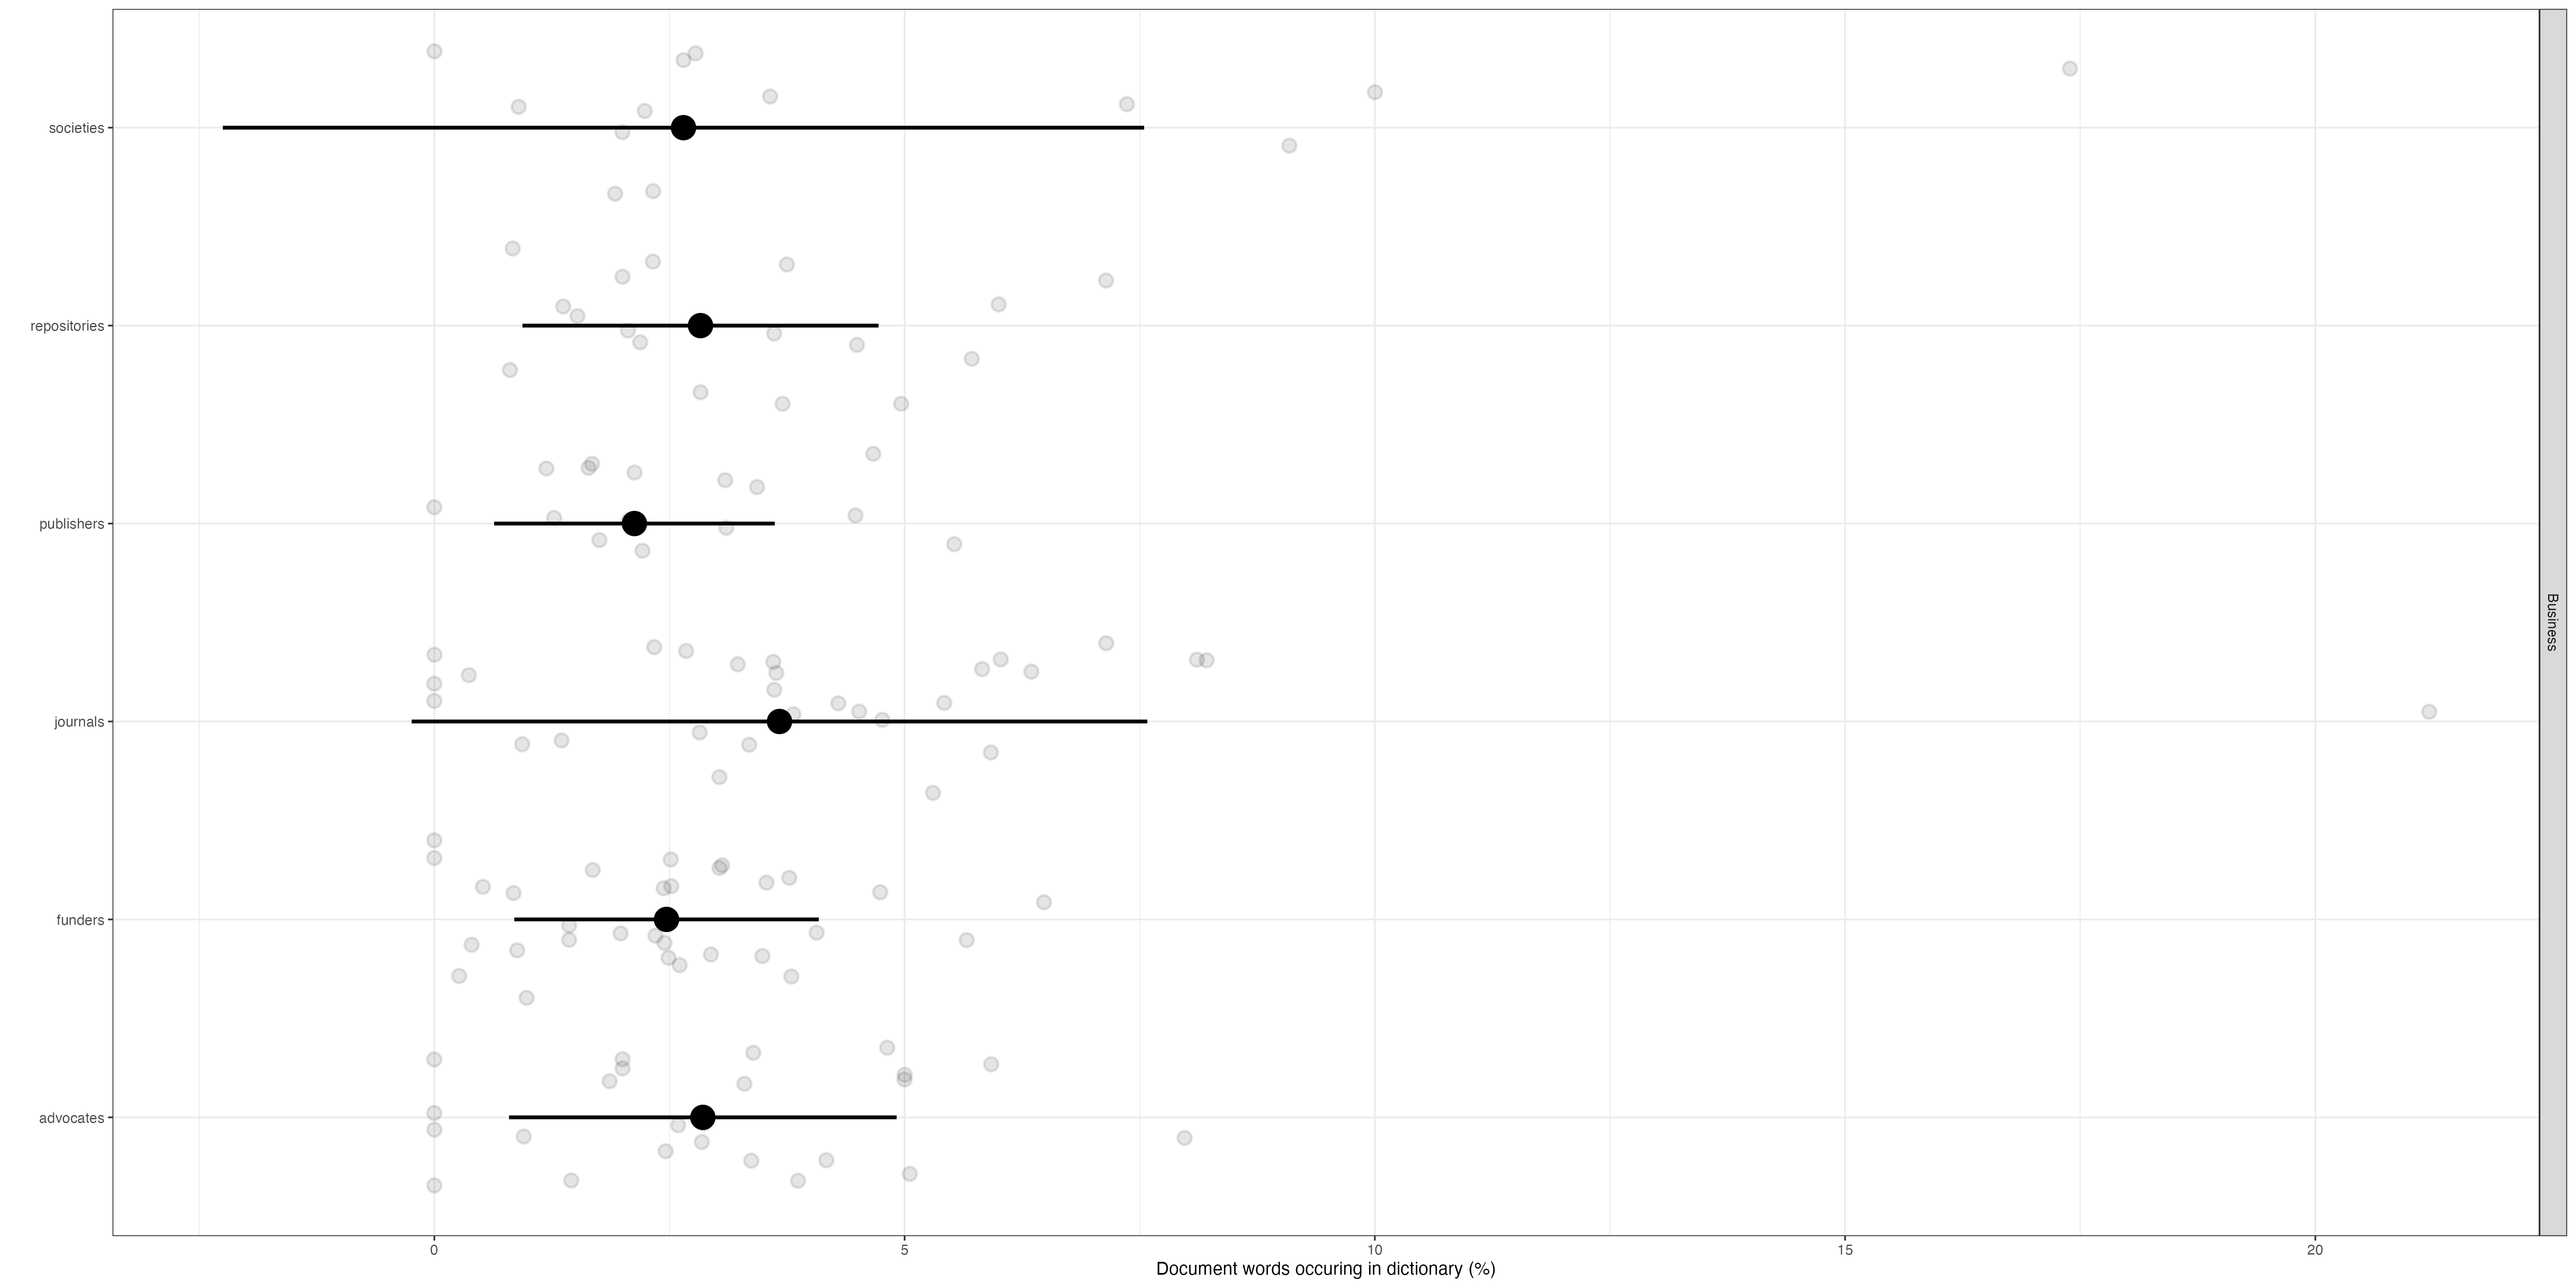 societies
repositories
publishers
journals
funders
advocates
Business
0 5 10 15 20
Document words occuring in dictionary (%)